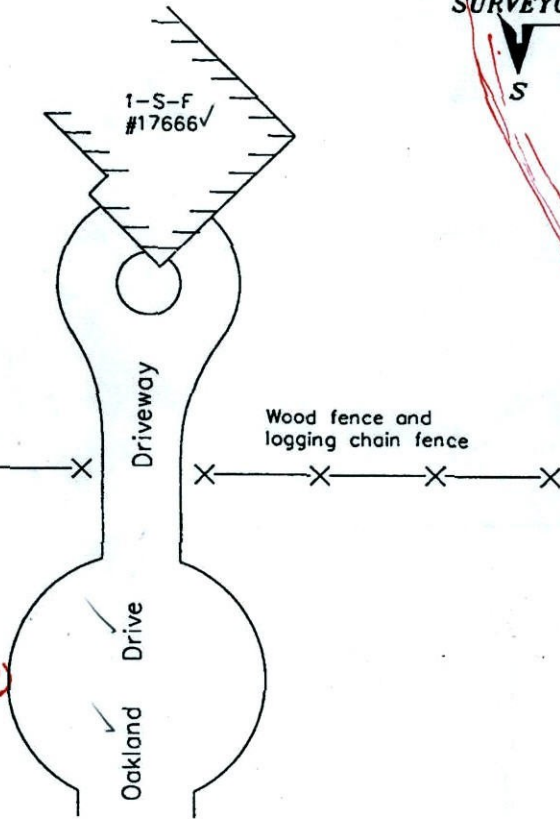 SURVEYO
S
1-S-F
#17666✓
Driveway
Wood fence and
logging chain fence
Oakland Drive